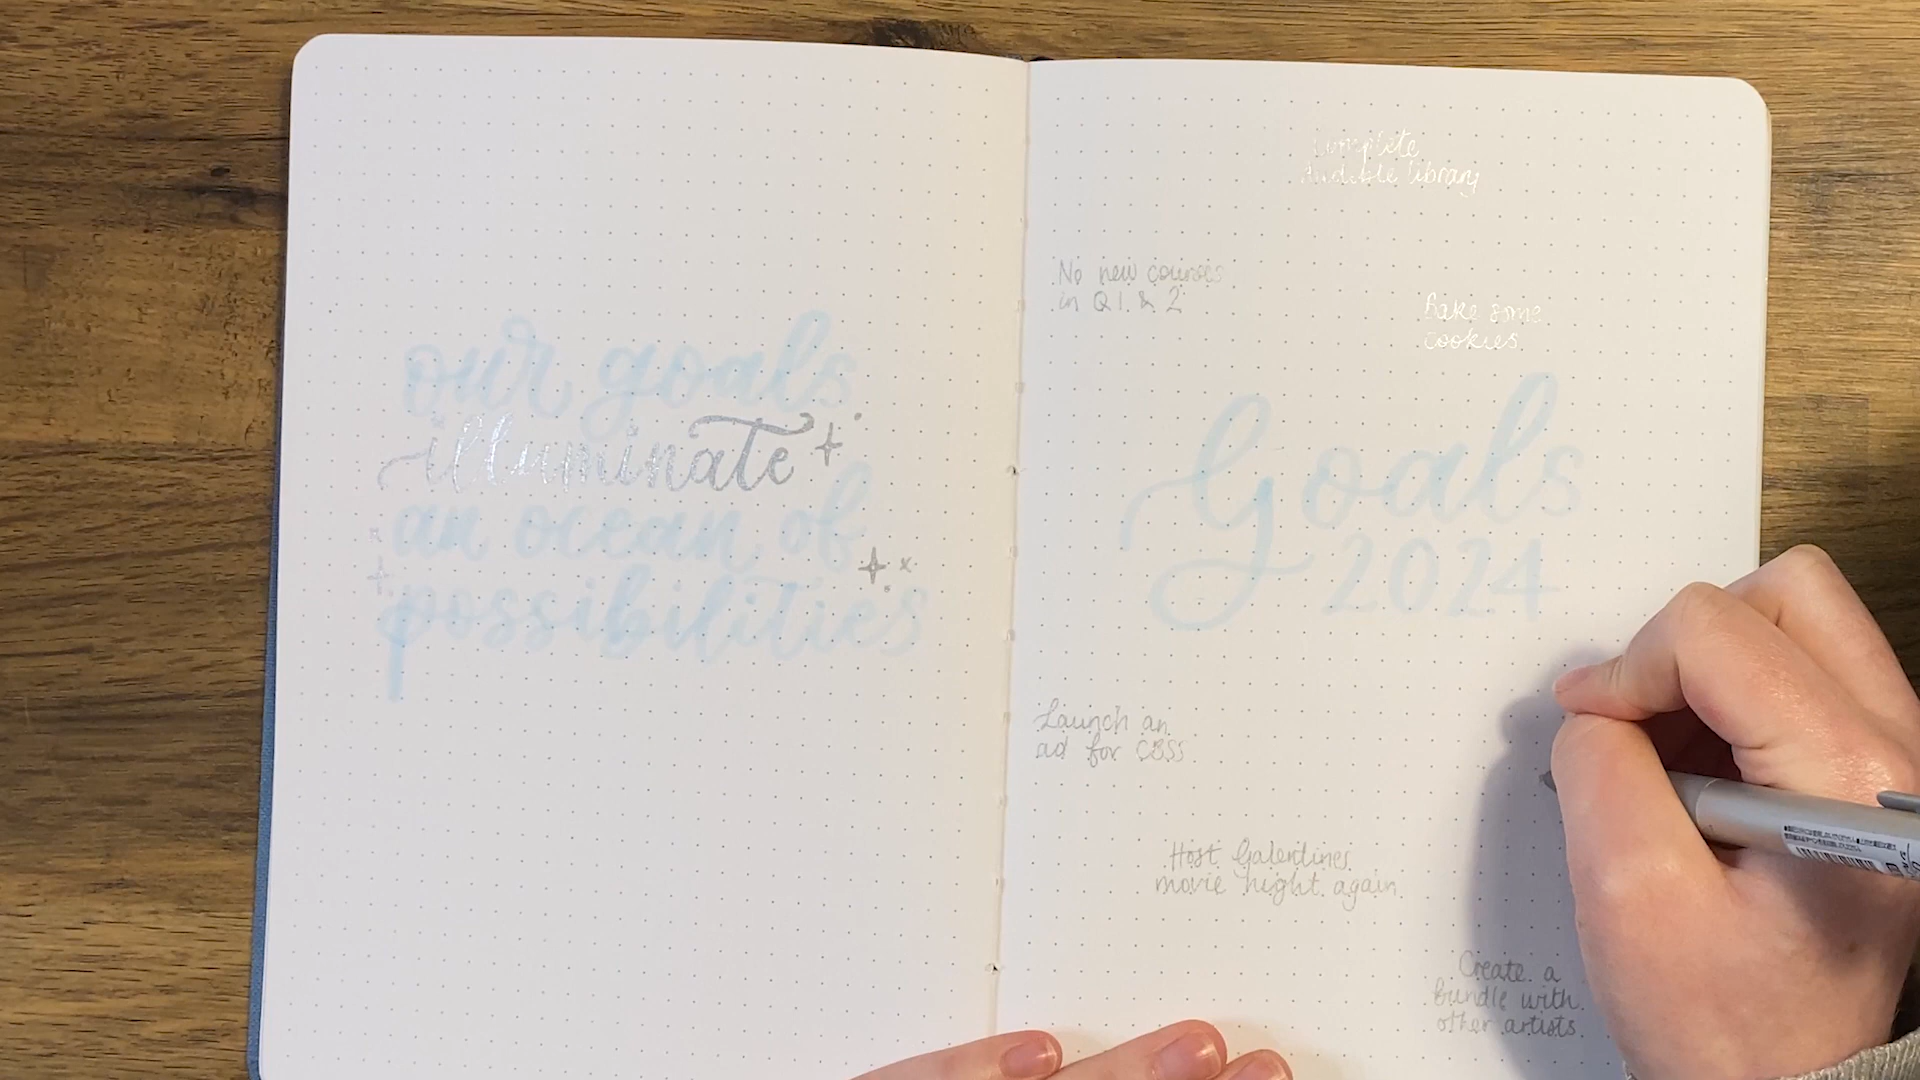 our goals
illuminate
an ocean of
possibilities
Complete
Audible library
No new courses
in Q1 & 2
Bake some
cookies
Goals
2024
Launch an
ad for CBSS
Host Galentines
movie night again
Create a
bundle with
other artists